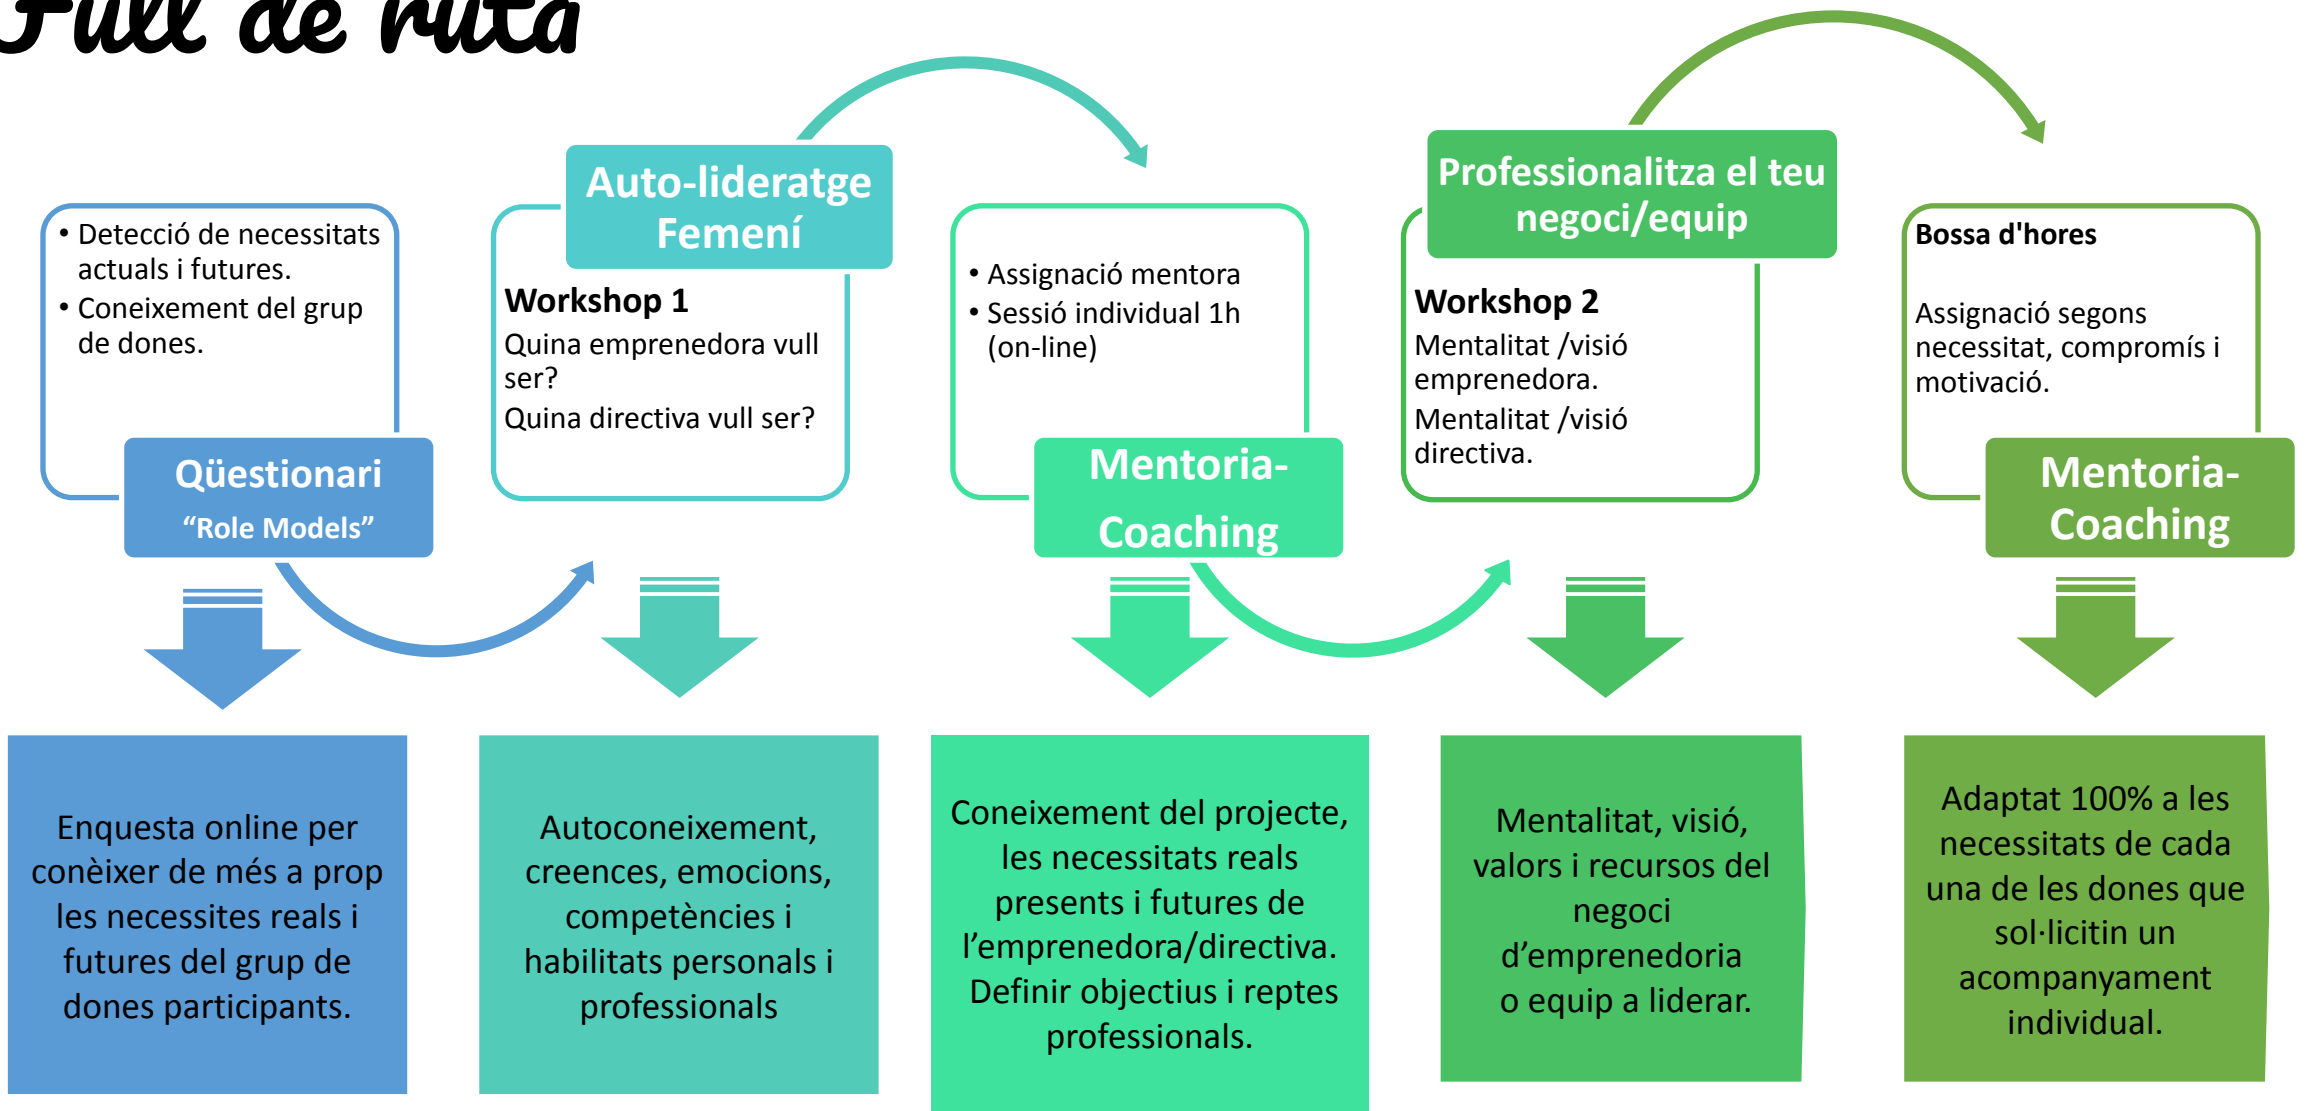 Full de ruta
• Detecció de necessitats
actuals i futures.
• Coneixement del grup
de dones.
Qüestionari
“Role Models”
Auto-lideratge
Femení
Workshop 1
Quina emprenedora vull
ser?
Quina directiva vull ser?
• Assignació mentora
• Sessió individual 1h
(on-line)
Mentoria-
Coaching
Professionalitza el teu
negoci/equip
Workshop 2
Mentalitat /visió
emprenedora.
Mentalitat /visió
directiva.
Bossa d'hores
Assignació segons
necessitat, compromís i
motivació.
Mentoria-
Coaching
Enquesta online per
conèixer de més a prop
les necessites reals i
futures del grup de
dones participants.
Autoconeixement,
creences, emocions,
competències i
habilitats personals i
professionals
Coneixement del projecte,
les necessitats reals
presents i futures de
l’emprenedora/directiva.
Definir objectius i reptes
professionals.
Mentalitat, visió,
valors i recursos del
negoci
d’emprenedoria
o equip a liderar.
Adaptat 100% a les
necessitats de cada
una de les dones que
sol·licitin un
acompanyament
individual.